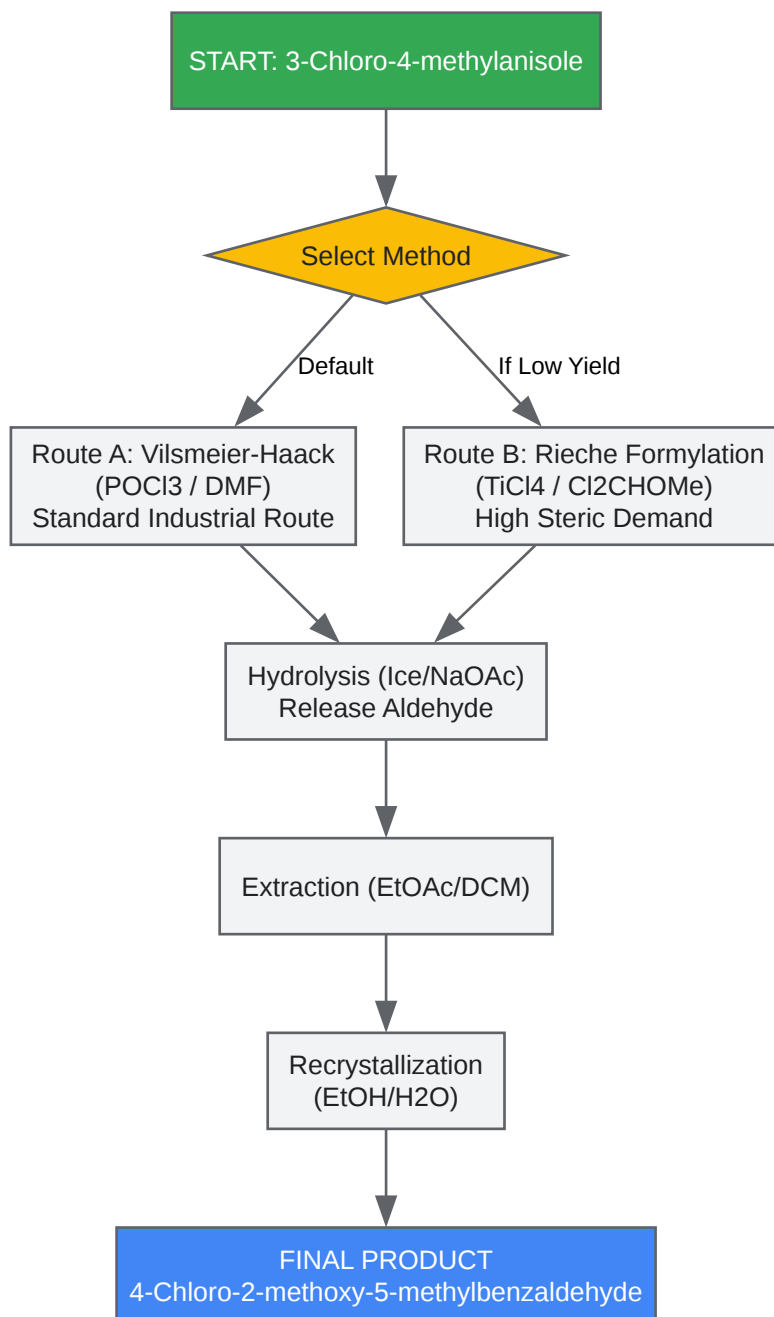 START: 3-Chloro-4-methylanisole
Select Method
Default
If Low Yield
Route A: Vilsmeier-Haack
(POCl3 / DMF)
Standard Industrial Route
Route B: Rieche Formylation
(TiCl4 / Cl2CHOMe)
High Steric Demand
Hydrolysis (Ice/NaOAc)
Release Aldehyde
Extraction (EtOAc/DCM)
Recrystallization
(EtOH/H2O)
FINAL PRODUCT
4-Chloro-2-methoxy-5-methylbenzaldehyde